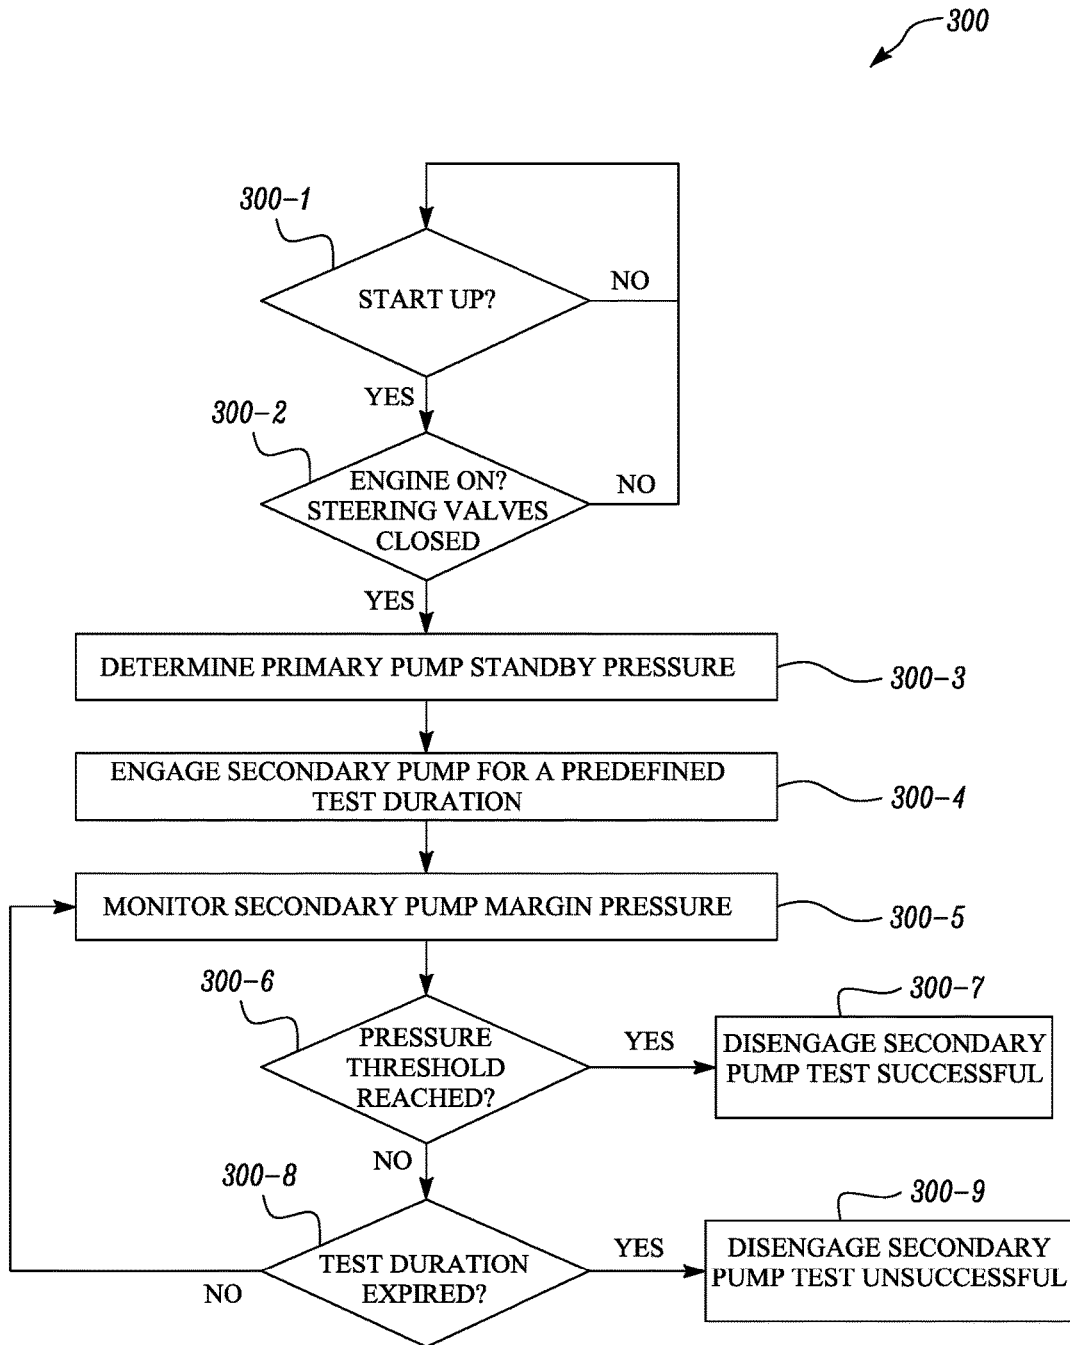 300
300-1
START UP?
NO
YES
300-2
ENGINE ON?
STEERING VALVES
CLOSED
NO
YES
DETERMINE PRIMARY PUMP STANDBY PRESSURE
300-3
ENGAGE SECONDARY PUMP FOR A PREDEFINED
TEST DURATION
300-4
MONITOR SECONDARY PUMP MARGIN PRESSURE
300-5
300-6
PRESSURE
THRESHOLD
REACHED?
YES
300-7
DISENGAGE SECONDARY
PUMP TEST SUCCESSFUL
NO
300-8
TEST DURATION
EXPIRED?
NO
YES
300-9
DISENGAGE SECONDARY
PUMP TEST UNSUCCESSFUL